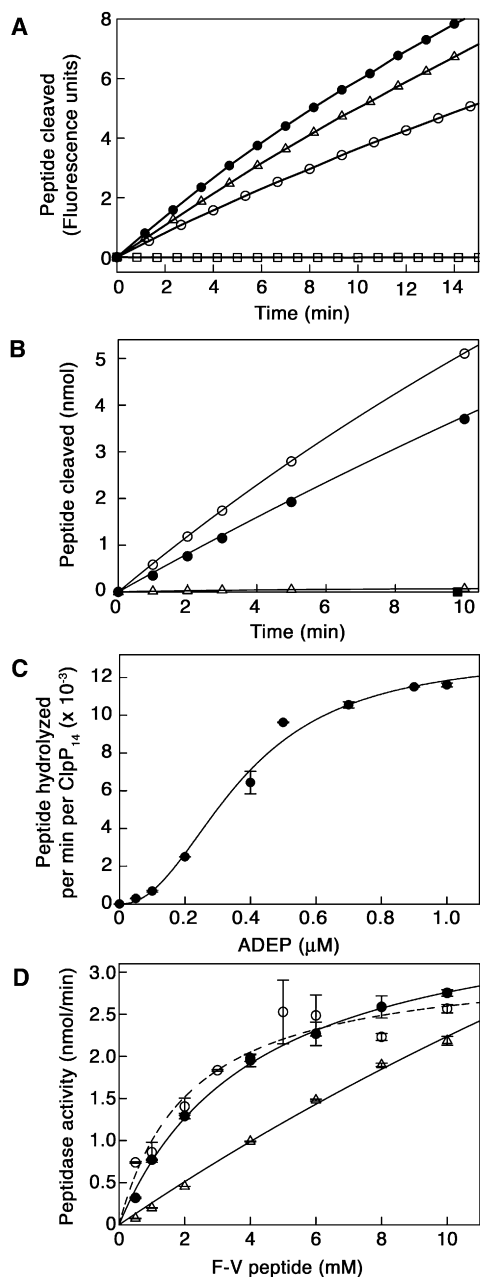 A
Peptide cleaved
(Fluorescence units)
8
6
4
2
0
0 2 4 6 8 10 12 14
Time (min)
B
Peptide cleaved (nmol)
5
4
3
2
1
0
0 2 4 6 8 10
Time (min)
C
Peptide hydrolyzed
per min per ClpP14 (x 10-3)
12
10
8
6
4
2
0
0 0.2 0.4 0.6 0.8 1.0
ADEP (μM)
D
Peptidase activity (nmol/min)
3.0
2.5
2.0
1.5
1.0
0.5
0
0 2 4 6 8 10
F-V peptide (mM)